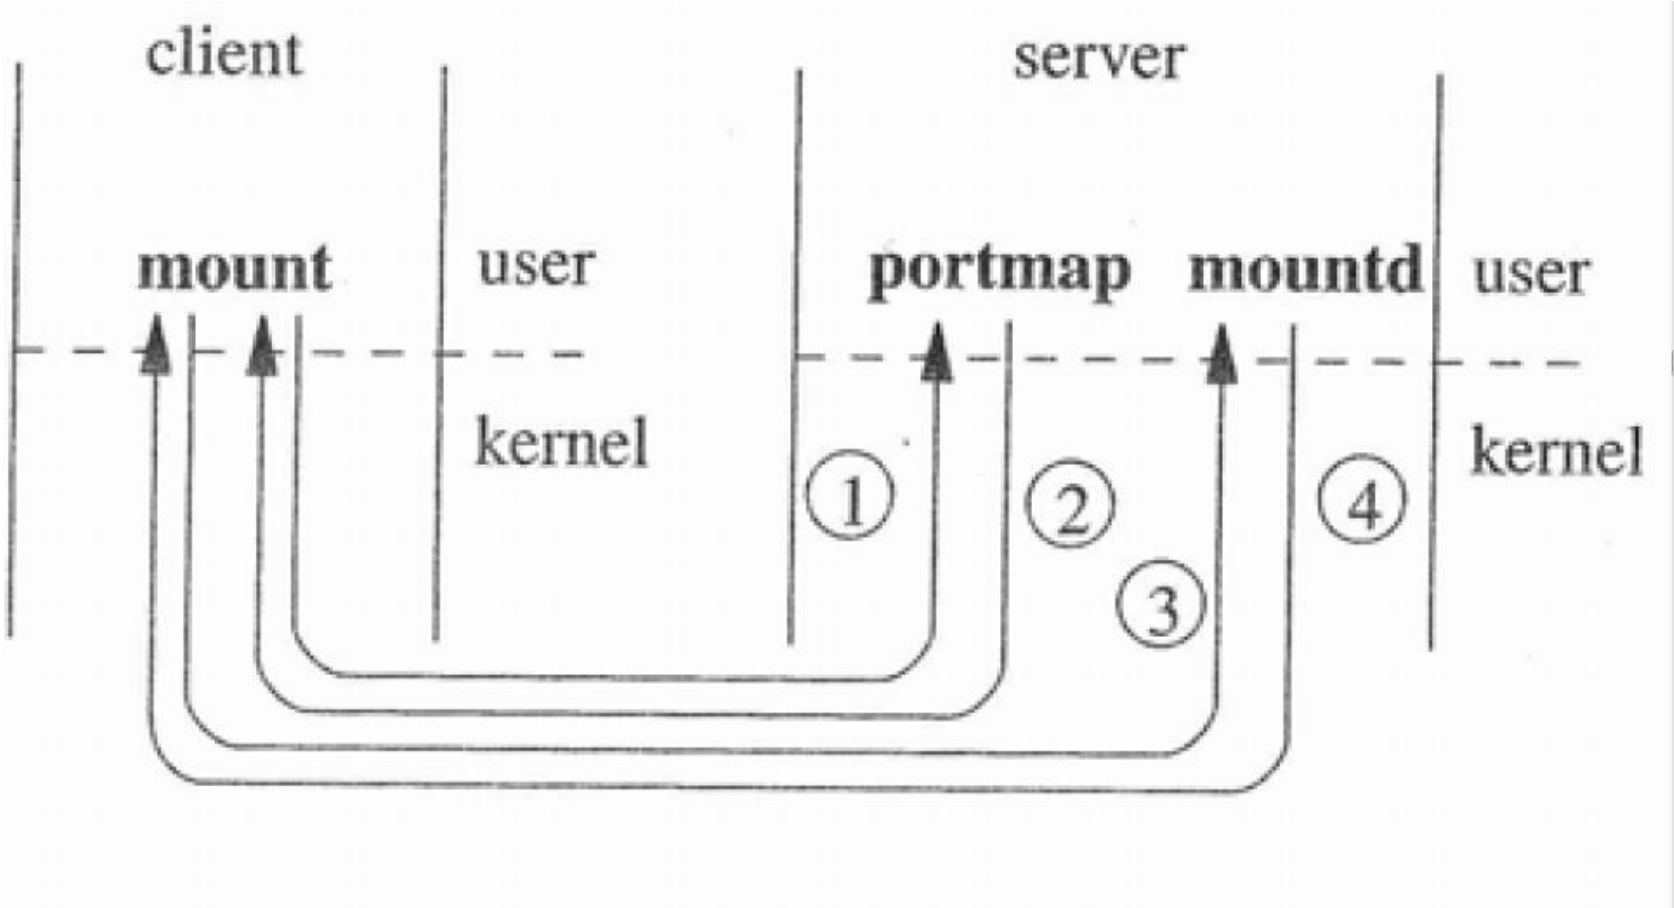 client server
mount user portmap mountd user
kernel kernel
1 2 4
3